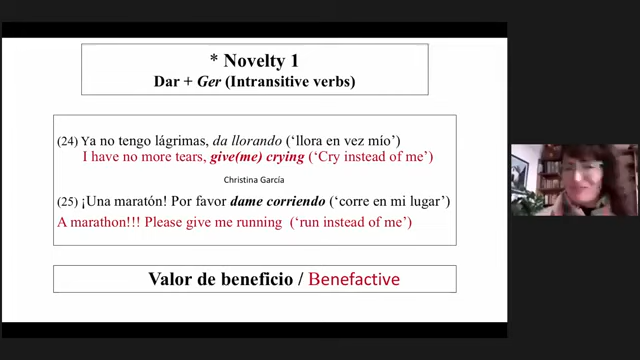 * Novelty 1
Dar + Ger (Intransitive verbs)
(24) Ya no tengo lágrimas, da llorando (‘llora en vez mío’)
I have no more tears, give(me) crying (‘Cry instead of me’)
Christina García
(25) ¡Una maratón! Por favor dame corriendo (‘corre en mi lugar’)
A marathon!!! Please give me running (‘run instead of me’)
Valor de beneficio / Benefactive